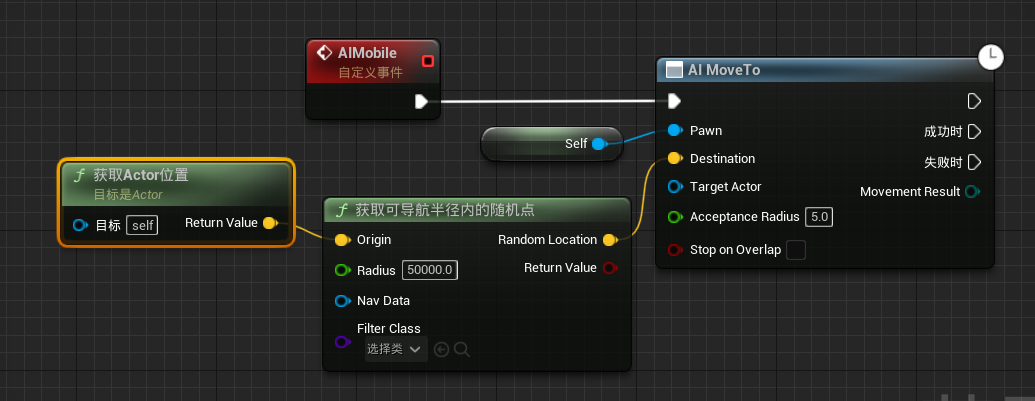 AIMobile
自定义事件
AI MoveTo
Self
Pawn
成功时
Destination
失败时
Target Actor
Movement Result
Acceptance Radius 5.0
Stop on Overlap
获取Actor位置
目标是Actor
目标 self
Return Value
获取可导航半径内的随机点
Origin
Random Location
Radius 50000.0
Return Value
Nav Data
Filter Class
选择类